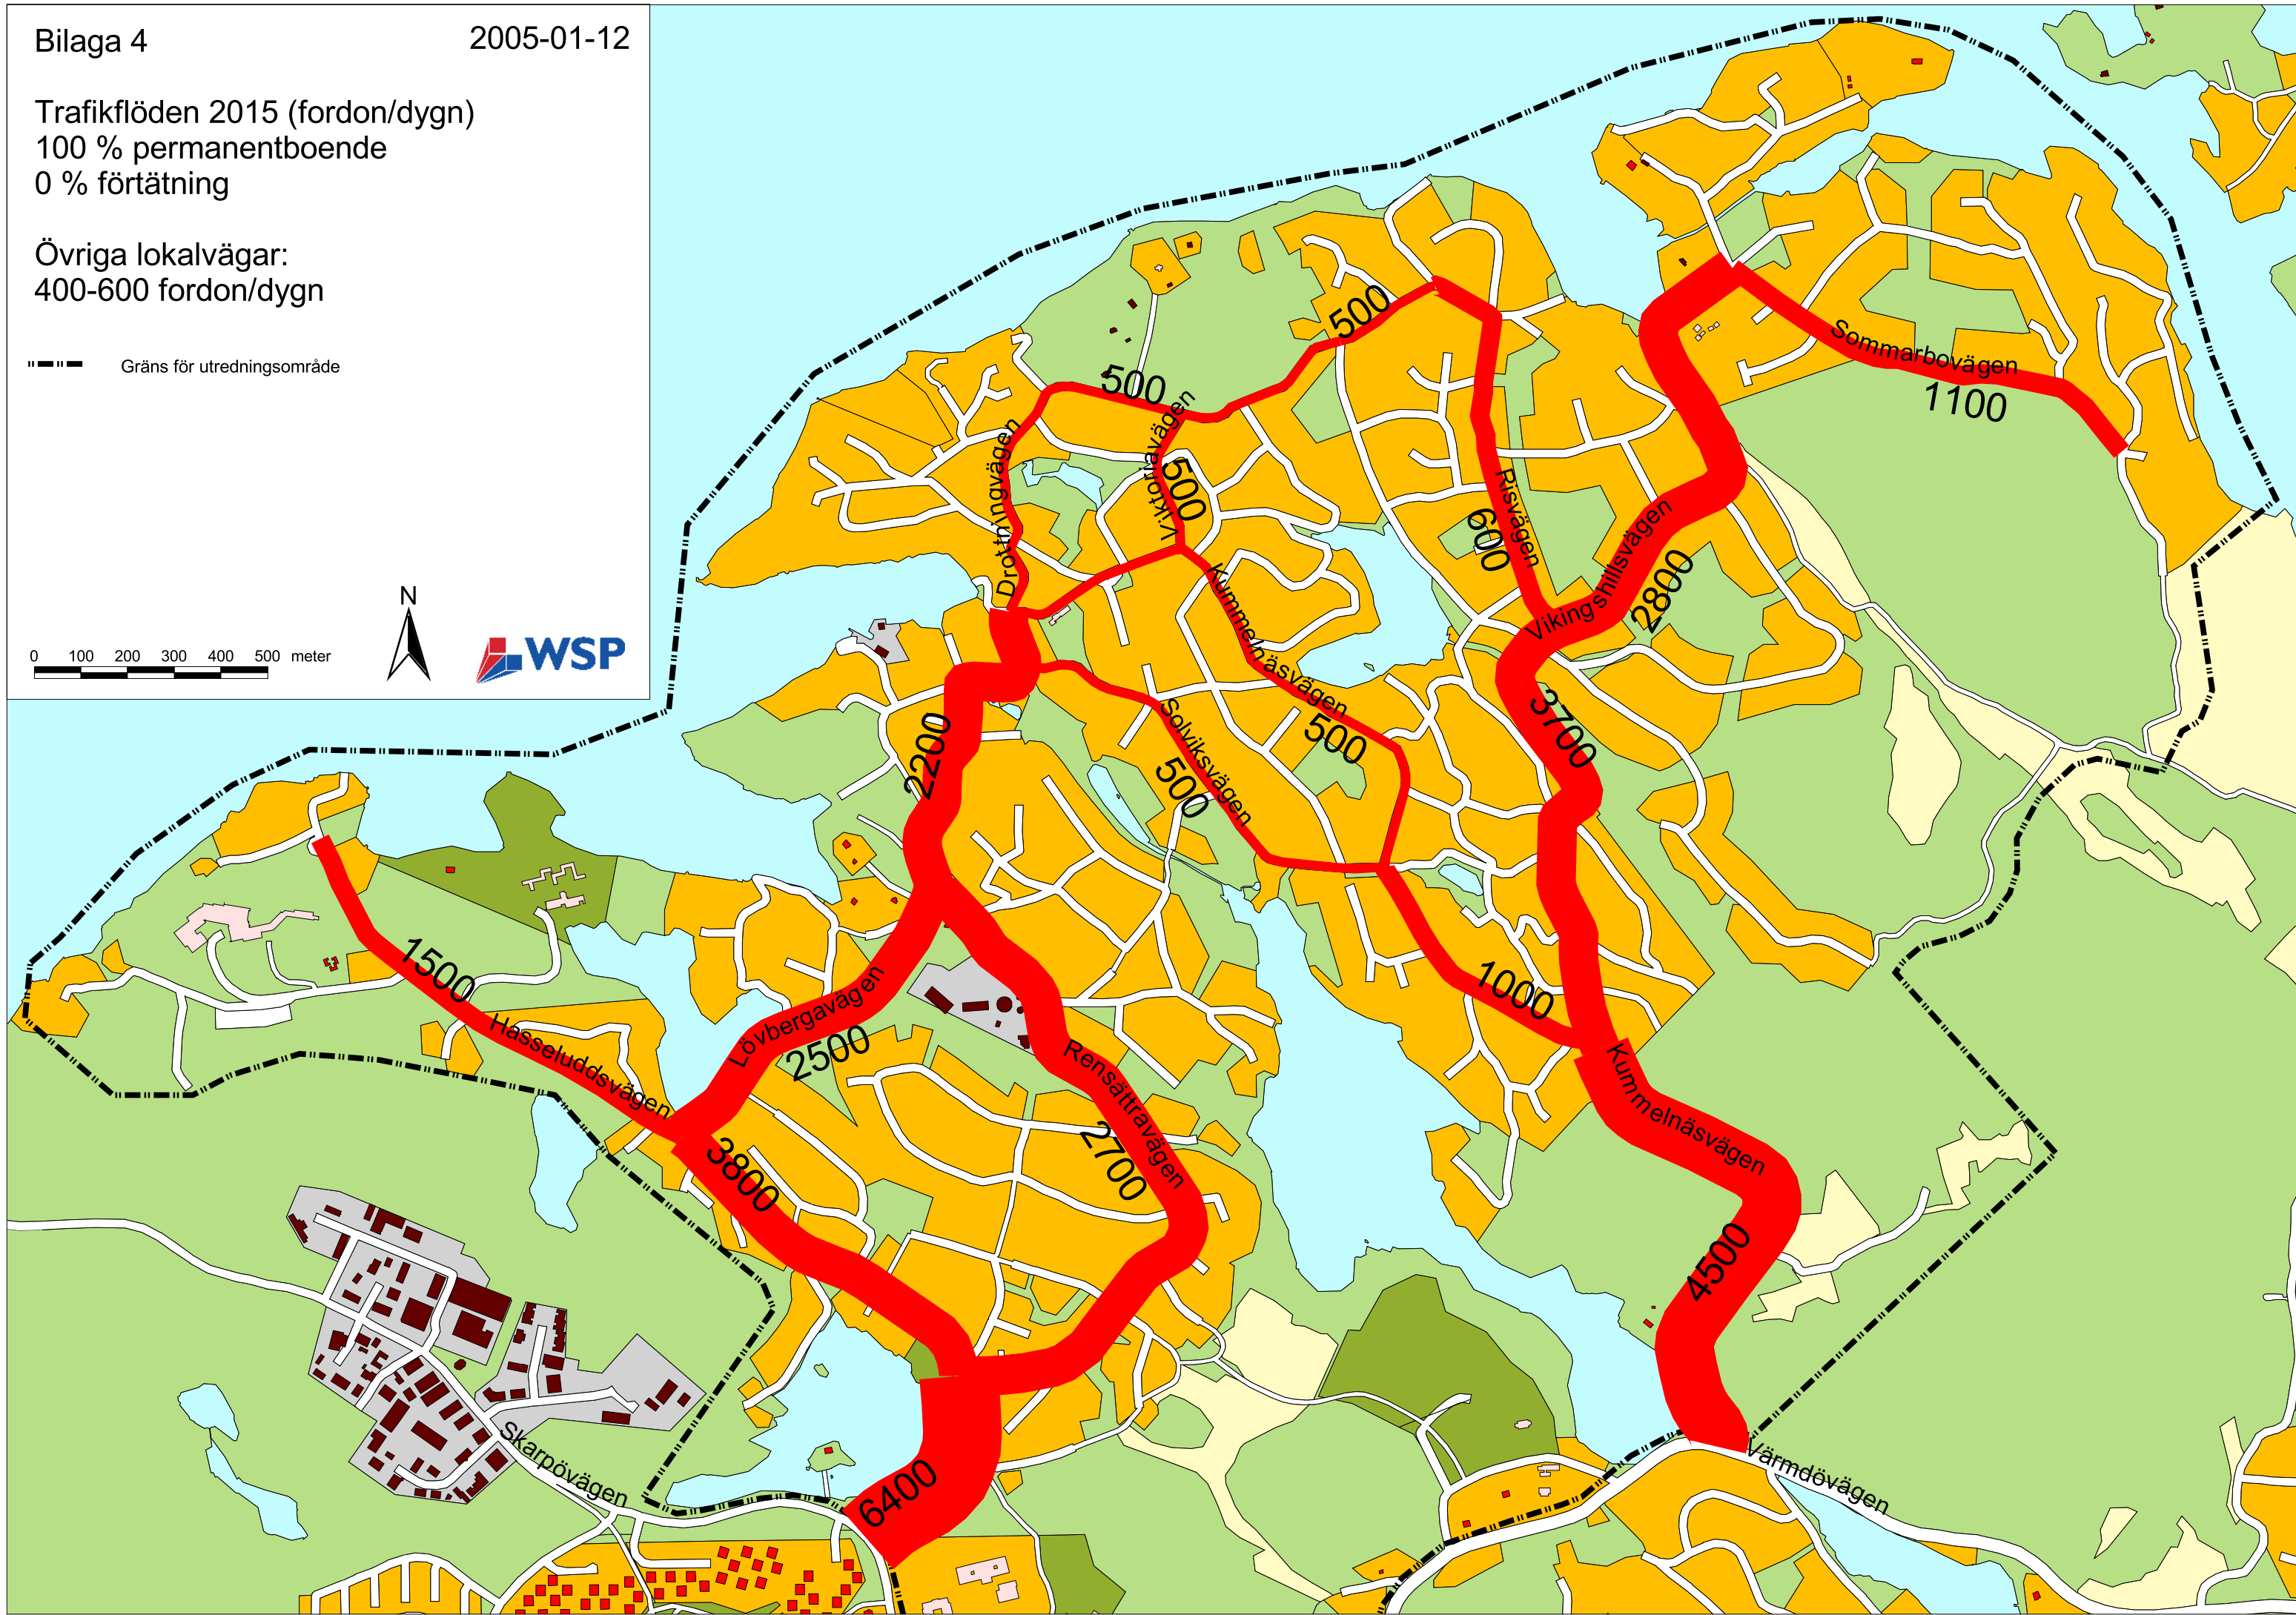 Bilaga 4
2005-01-12
Trafikflöden 2015 (fordon/dygn)
100 % permanentboende
0 % förtätning
Övriga lokalvägar:
400-600 fordon/dygn
Gräns för utredningsområde
0 100 200 300 400 500 meter
N
WSP
500
Sommarbovägen
1100
500
Viktoriavägen
500
Drottningvägen
Risvägen
600
Vikingshillsvägen
2800
Kummelnäsvägen
500
3700
Solviksvägen
500
2200
1500
Hasseluddsvägen
Lövbergavägen
2500
1000
Rensättravägen
2700
Kummelnäsvägen
3800
4500
Skarpövägen
6400
Värmdövägen